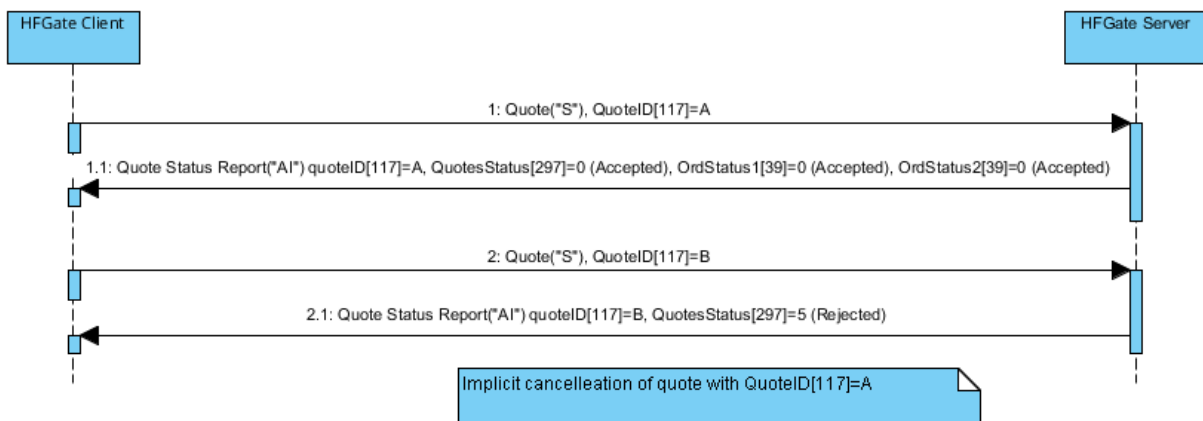 HFGate Client
HFGate Server
1: Quote("S"), QuoteID[117]=A
1.1: Quote Status Report("AI") quoteID[117]=A, QuotesStatus[297]=0 (Accepted), OrdStatus1[39]=0 (Accepted), OrdStatus2[39]=0 (Accepted)
2: Quote("S"), QuoteID[117]=B
2.1: Quote Status Report("AI") quoteID[117]=B, QuotesStatus[297]=5 (Rejected)
Implicit cancelleation of quote with QuoteID[117]=A